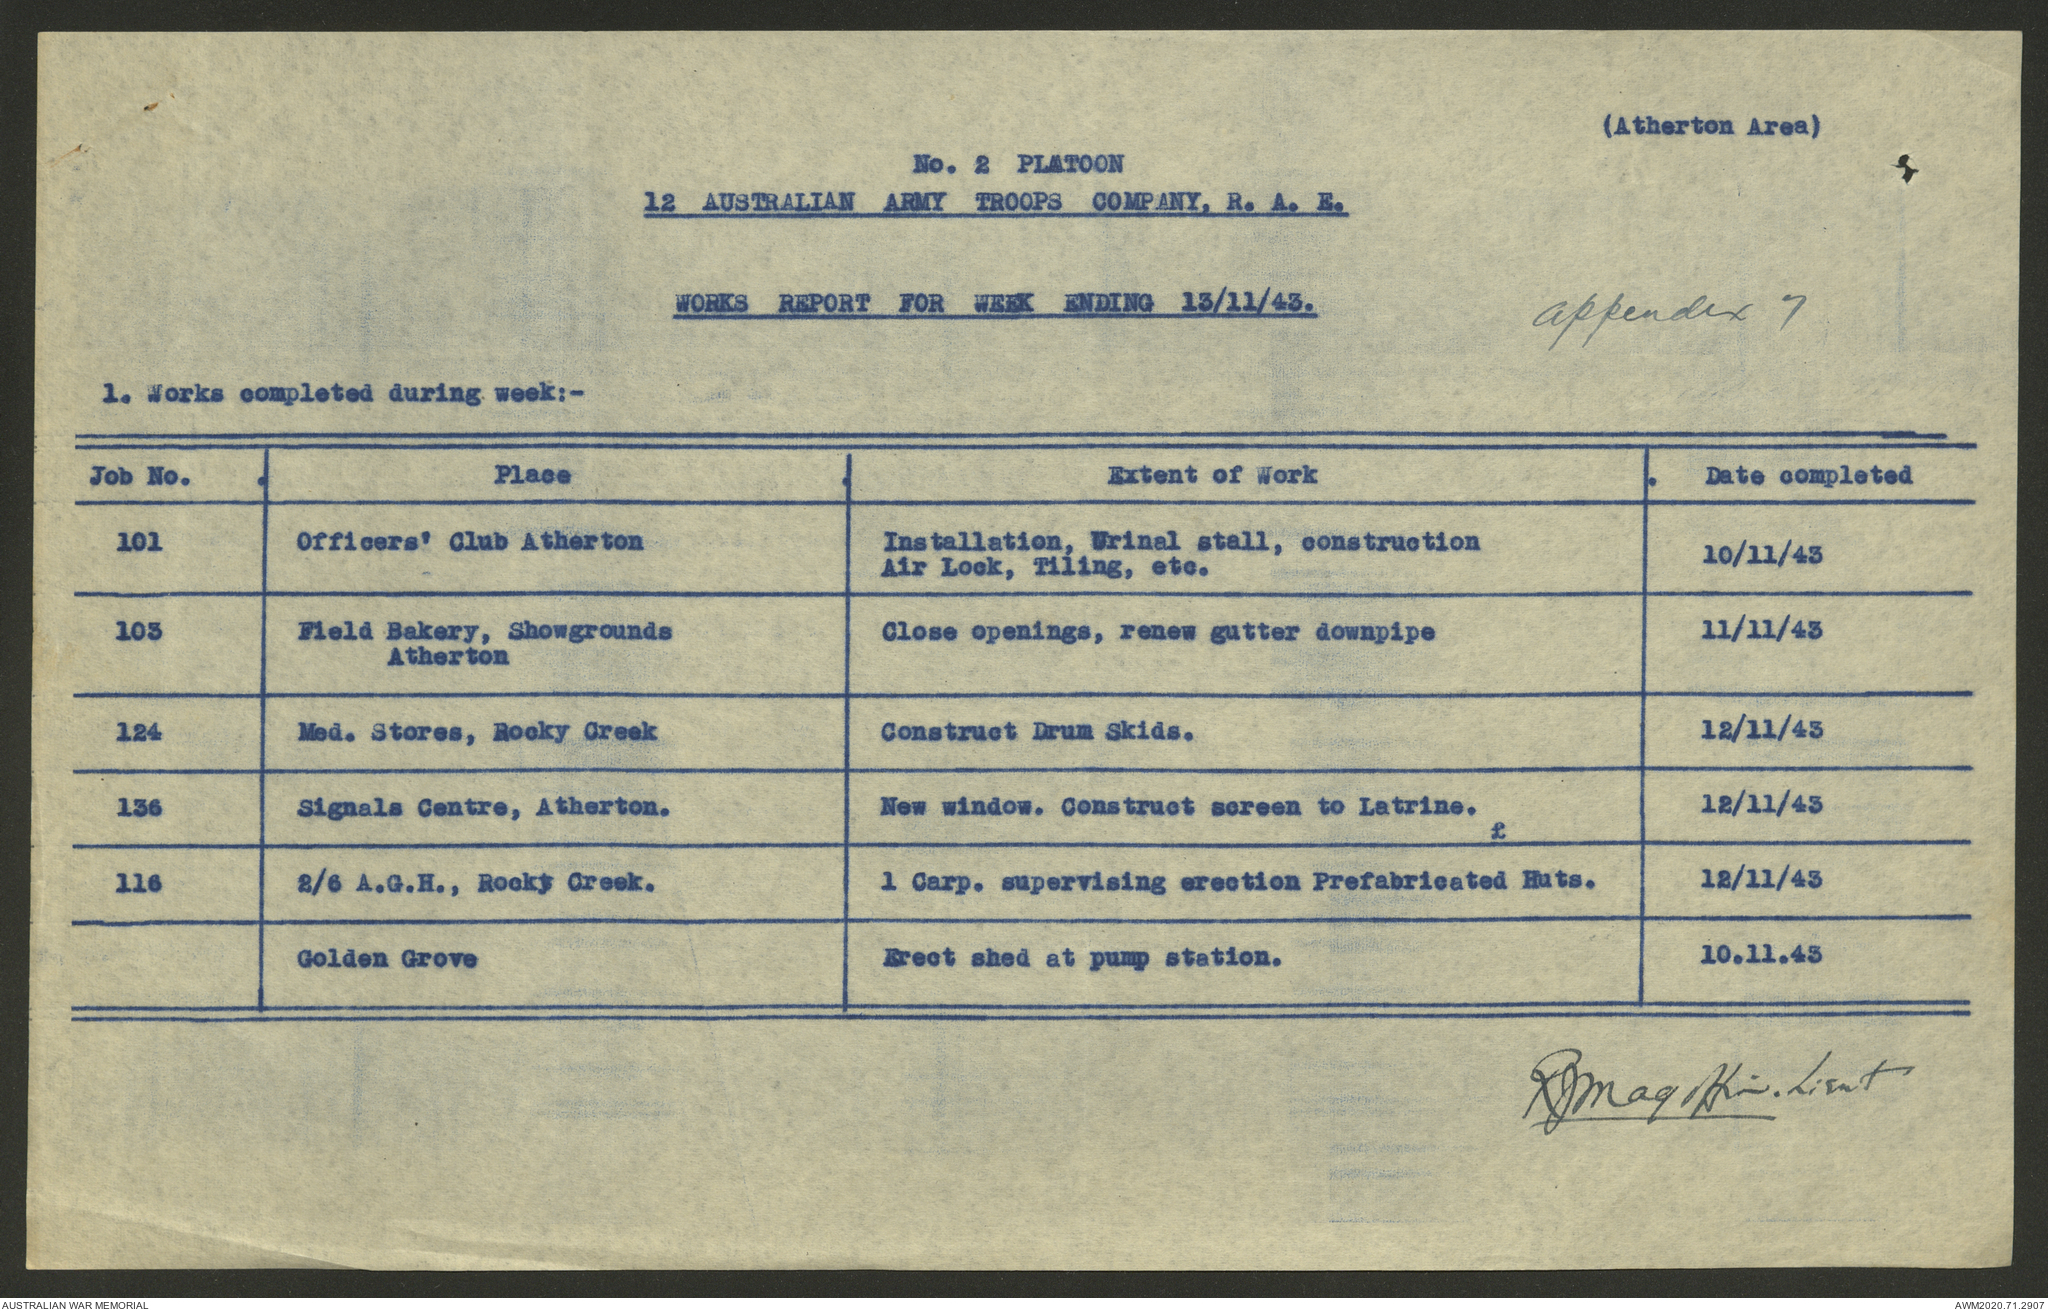 (Atherton Area)
No. 2 PLATOON
12 AUSTRALIAN ARMY TROOPS COMPANY, R. A. E.
WORKS REPORT FOR WEEK ENDING 13/11/43.
appendix 7
1. Works completed during week:-
Job No. . Place . Extent of Work . Date completed
101 Officers' Club Atherton Installation, Urinal stall, construction
Air Lock, Tiling, etc. 10/11/43
103 Field Bakery, Showgrounds Close openings, renew gutter downpipe 11/11/43
Atherton
124 Med. Stores, Rocky Creek Construct Drum Skids. 12/11/43
136 Signals Centre, Atherton. New window. Construct screen to Latrine. 12/11/43
£
116 2/6 A.G.H., Rocky Creek. 1 Carp. supervising erection Prefabricated Huts. 12/11/43
Golden Grove Erect shed at pump station. 10.11.43
Lieut
AUSTRALIAN WAR MEMORIAL
AWM2020.71.2907